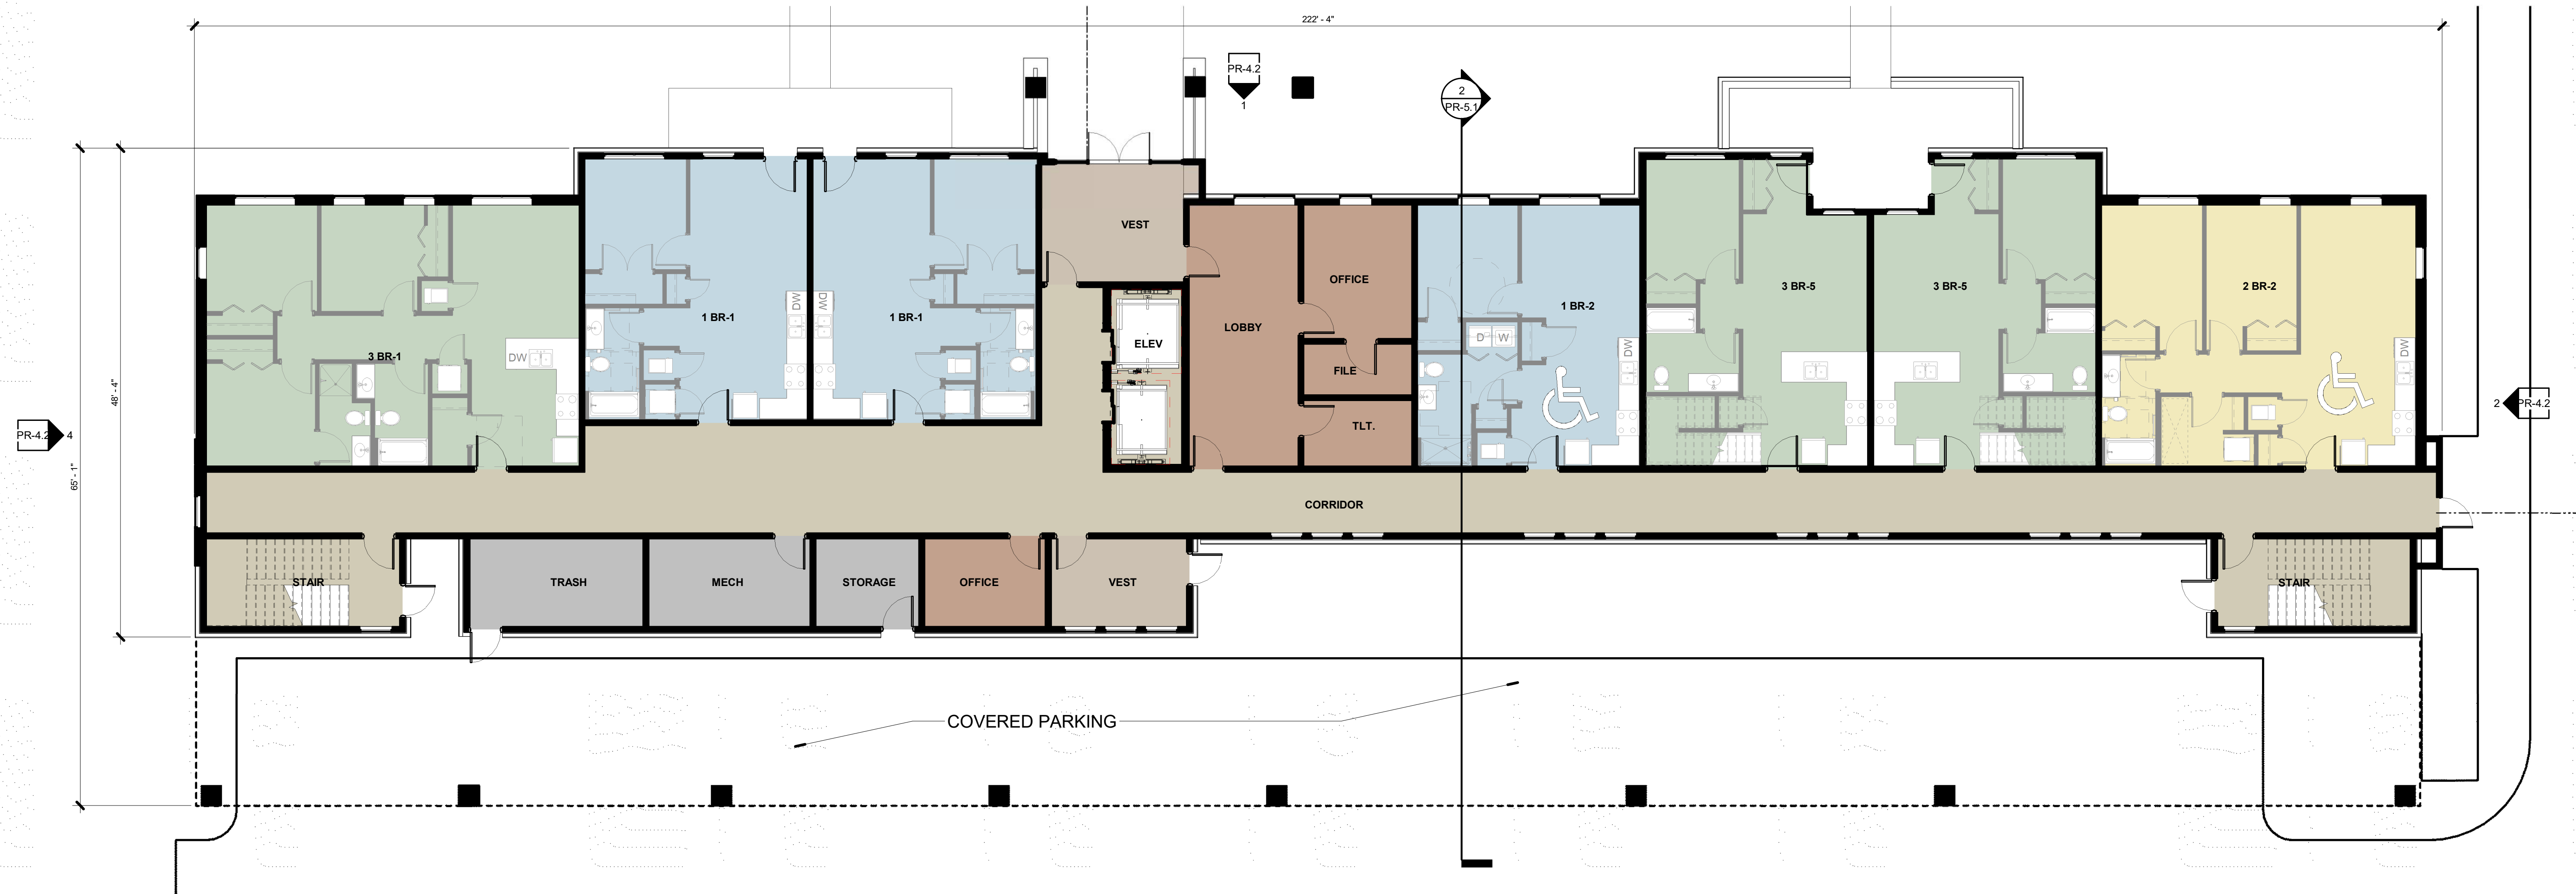 222' - 4"
PR-4.2
1
2
PR-5.1
VEST
OFFICE
3 BR-5
3 BR-5
2 BR-2
1 BR-2
DW
DW
1 BR-1
1 BR-1
LOBBY
ELEV
D
W
DW
DW
3 BR-1
DW
FILE
TLT.
48' - 4"
65' - 1"
PR-4.2
4
2
PR-4.2
CORRIDOR
STAIR
TRASH
MECH
STORAGE
OFFICE
VEST
STAIR
COVERED PARKING